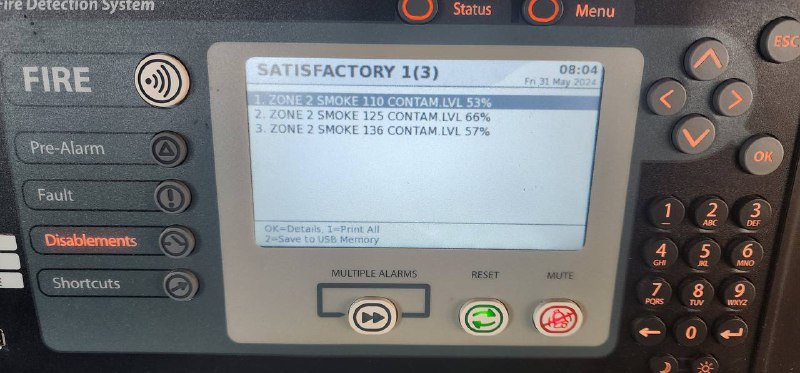 Fire Detection System
Status
Menu
ESC
FIRE
Pre-Alarm
Fault
Disablements
Shortcuts
SATISFACTORY 1(3)
08:04
Fri 31 May 2024
1. ZONE 2 SMOKE 110 CONTAM.LVL 53%
2. ZONE 2 SMOKE 125 CONTAM.LVL 66%
3. ZONE 2 SMOKE 136 CONTAM.LVL 57%
OK=Details, 1=Print All
2=Save to USB Memory
MULTIPLE ALARMS
RESET
MUTE
OK
1
2 ABC
3 DEF
4 GHI
5 JKL
6 MNO
7 PQRS
8 TUV
9 WXYZ
0